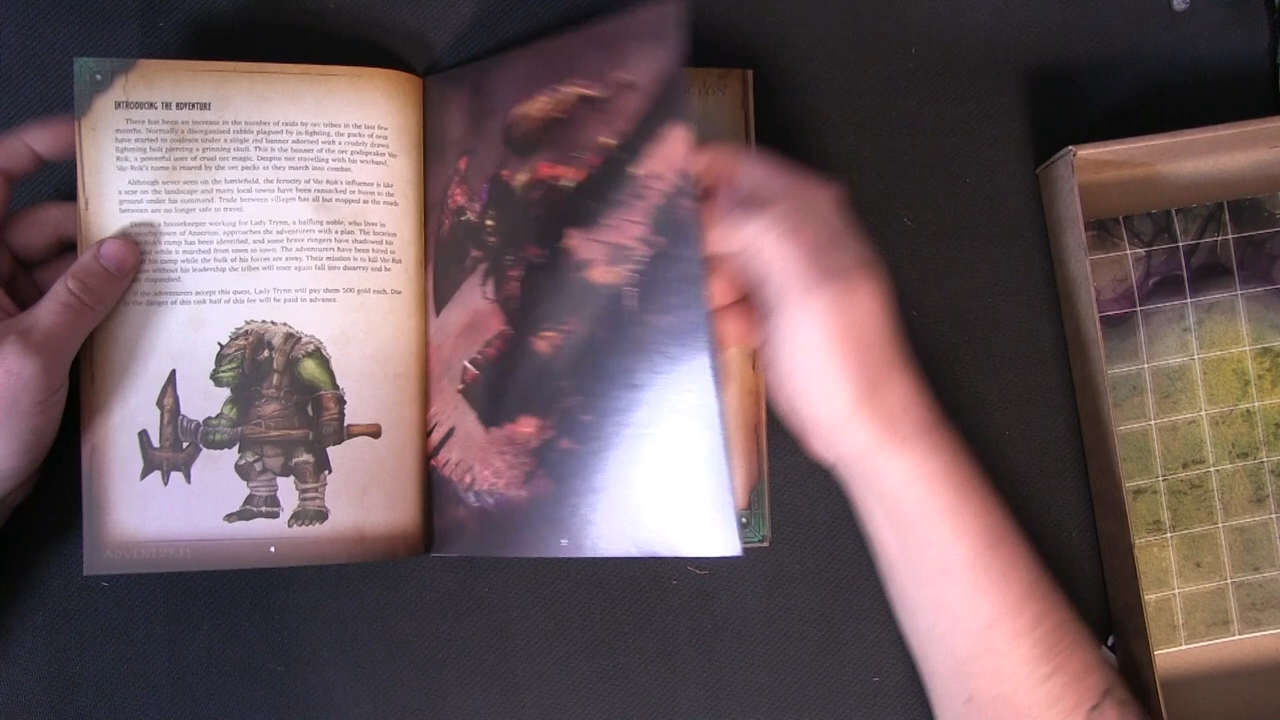 INTRODUCING THE ADVENTURE
There has been an increase in the number of raids by orc tribes in the last few
months. Normally a disorganised rabble plagued by in-fighting, the packs of orcs
have started to coalesce under a single red banner adorned with a crudely drawn
lightning bolt piercing a grinning skull. This is the banner of the orc godspeaker Var
Rok, a powerful user of cruel orc magic. Despite not travelling with his warband,
Var-Rok's name is roared by the orc packs as they march into combat.
Although never seen on the battlefield, the ferocity of Var-Rok's influence is like
a scar on the landscape and many local towns have been ransacked or burnt to the
ground under his command. Trade between villages has all but stopped as the roads
between are no longer safe to travel.
a housekeeper working for Lady Trynn, a halfling noble, who lives in
town of Anserton, approaches the adventurers with a plan. The location
camp has been identified, and some brave rangers have shadowed his
while it marched from town to town. The adventurers have been hired to
his camp while the bulk of his forces are away. Their mission is to kill Var-Rok
without his leadership the tribes will once again fall into disarray and be
dispatched.
If the adventurers accept this quest, Lady Trynn will pay them 500 gold each. Due
to the danger of this task half of this fee will be paid in advance.
ADVENTURES
4